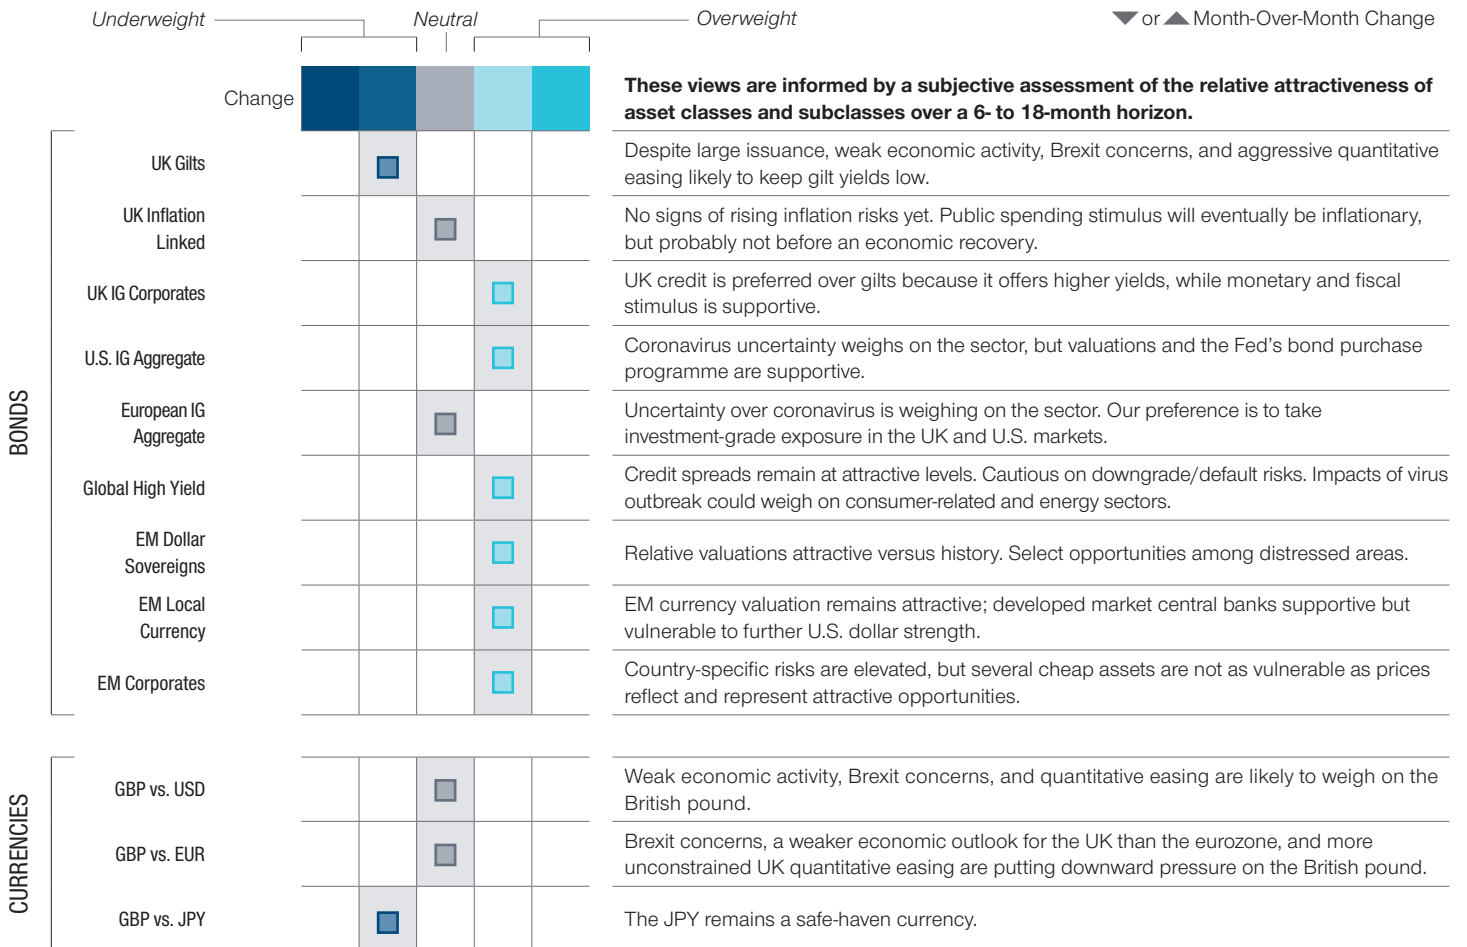 Underweight
Neutral
Overweight
▼ or ▲ Month-Over-Month Change
Change
These views are informed by a subjective assessment of the relative attractiveness of
asset classes and subclasses over a 6- to 18-month horizon.
BONDS
UK Gilts
Despite large issuance, weak economic activity, Brexit concerns, and aggressive quantitative
easing likely to keep gilt yields low.
UK Inflation
Linked
No signs of rising inflation risks yet. Public spending stimulus will eventually be inflationary,
but probably not before an economic recovery.
UK IG Corporates
UK credit is preferred over gilts because it offers higher yields, while monetary and fiscal
stimulus is supportive.
U.S. IG Aggregate
Coronavirus uncertainty weighs on the sector, but valuations and the Fed's bond purchase
programme are supportive.
European IG
Aggregate
Uncertainty over coronavirus is weighing on the sector. Our preference is to take
investment-grade exposure in the UK and U.S. markets.
Global High Yield
Credit spreads remain at attractive levels. Cautious on downgrade/default risks. Impacts of virus
outbreak could weigh on consumer-related and energy sectors.
EM Dollar
Sovereigns
Relative valuations attractive versus history. Select opportunities among distressed areas.
EM Local
Currency
EM currency valuation remains attractive; developed market central banks supportive but
vulnerable to further U.S. dollar strength.
EM Corporates
Country-specific risks are elevated, but several cheap assets are not as vulnerable as prices
reflect and represent attractive opportunities.
CURRENCIES
GBP vs. USD
Weak economic activity, Brexit concerns, and quantitative easing are likely to weigh on the
British pound.
GBP vs. EUR
Brexit concerns, a weaker economic outlook for the UK than the eurozone, and more
unconstrained UK quantitative easing are putting downward pressure on the British pound.
GBP vs. JPY
The JPY remains a safe-haven currency.